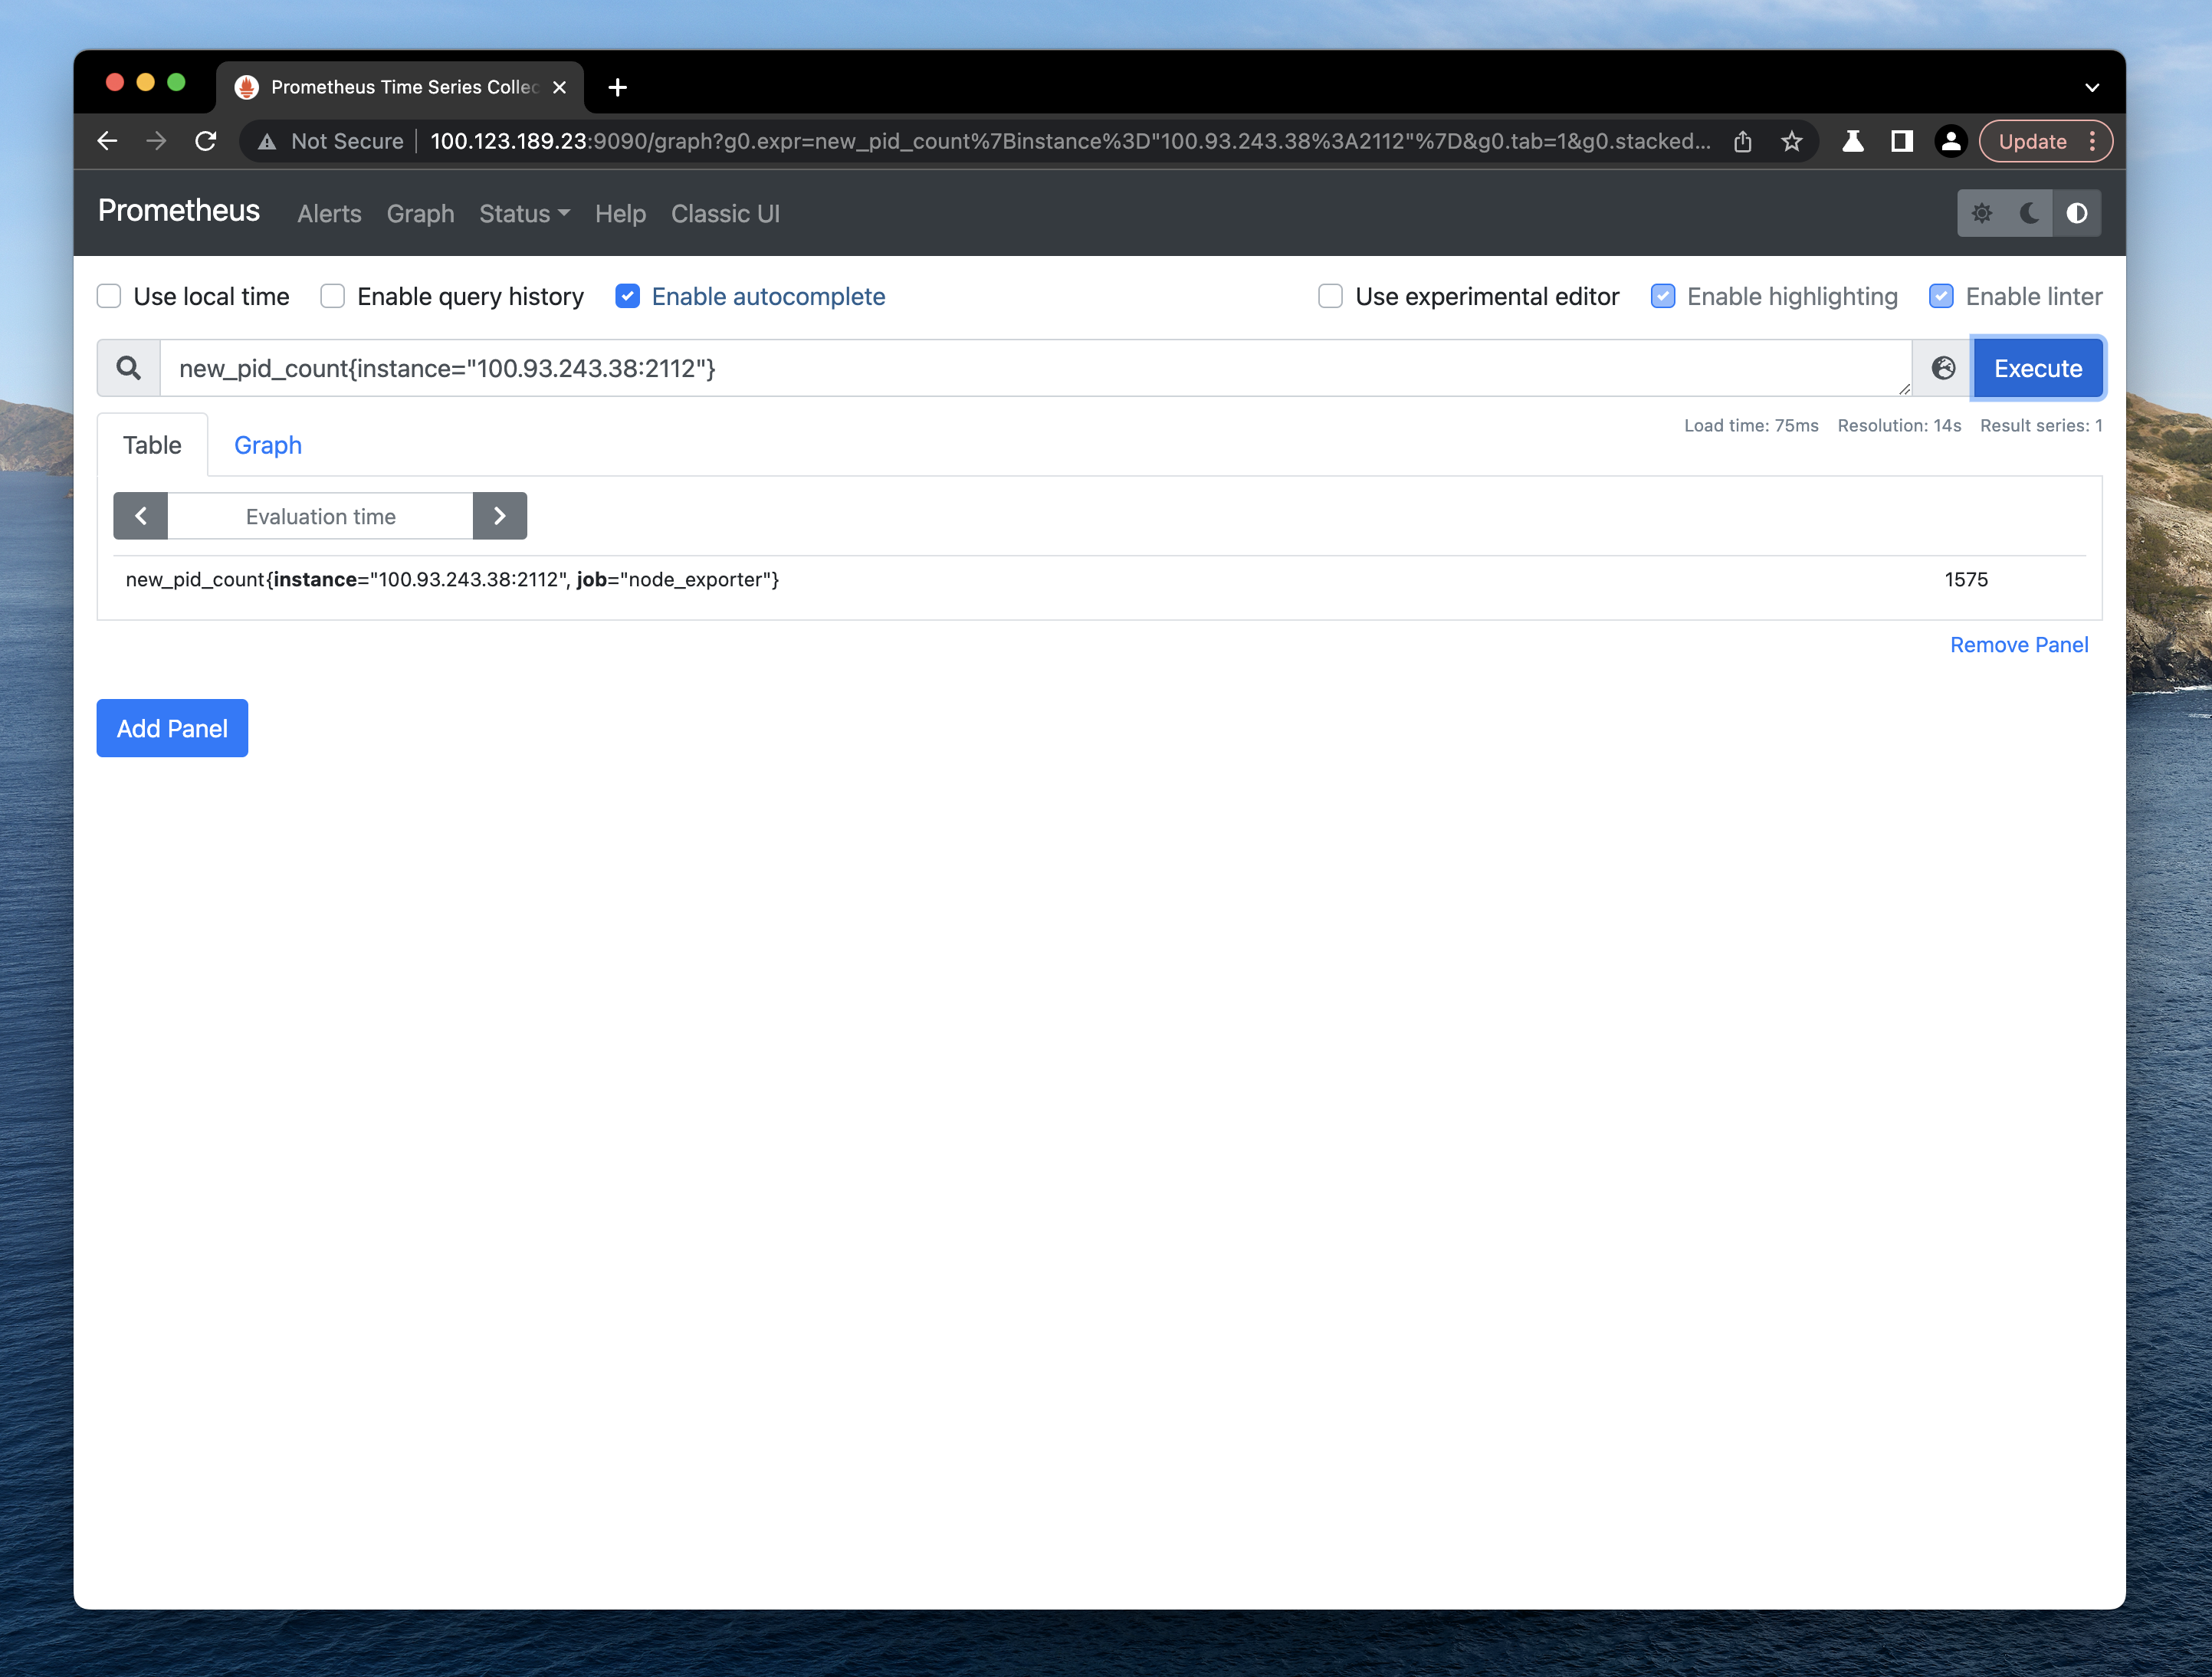 Prometheus Time Series Collec
Not Secure 100.123.189.23:9090/graph?g0.expr=new_pid_count%7Binstance%3D"100.93.243.38%3A2112"%7D&g0.tab=1&g0.stacked... Update
Prometheus Alerts Graph Status Help Classic UI
Use local time Enable query history Enable autocomplete Use experimental editor Enable highlighting Enable linter
new_pid_count{instance="100.93.243.38:2112"} Execute
Load time: 75ms Resolution: 14s Result series: 1
Table Graph
Evaluation time
new_pid_count{instance="100.93.243.38:2112", job="node_exporter"} 1575
Remove Panel
Add Panel